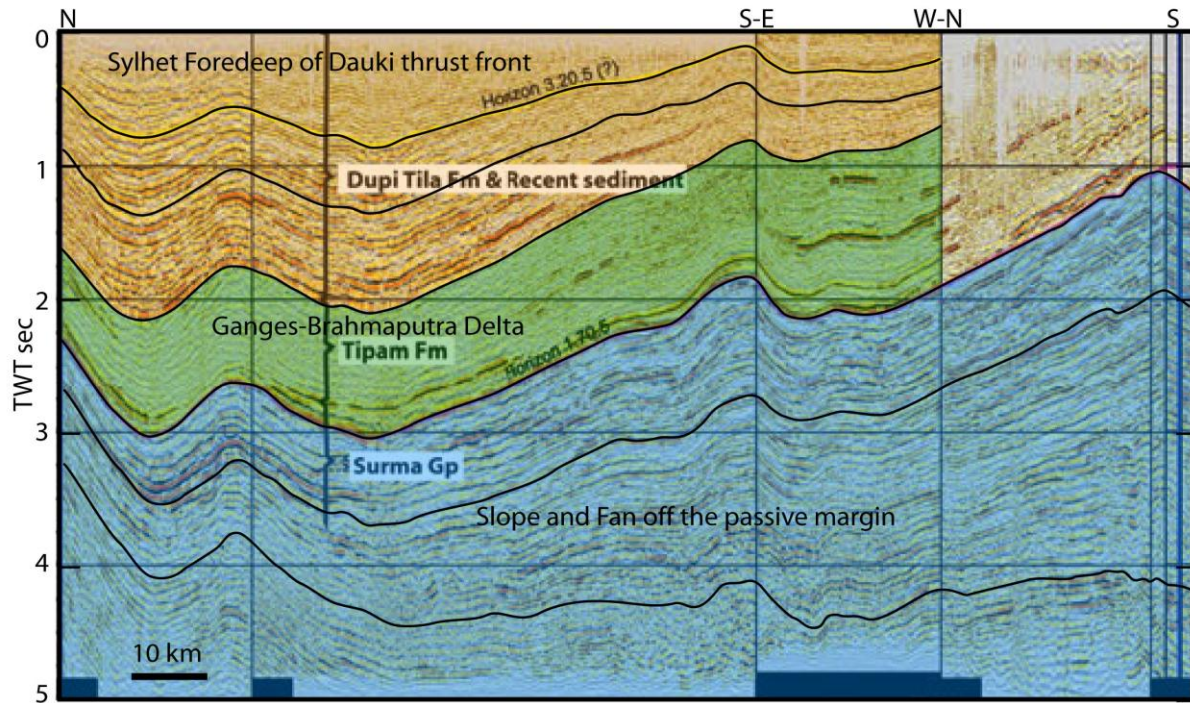 N S-E W-N S
0
Sylhet Foredeep of Dauki thrust front
Horizon 3.20.5 (?)
1
Dupi Tila Fm & Recent sediment
2
Ganges-Brahmaputra Delta
Tipam Fm
Horizon 1.70.5
TWT sec
3
Surma Gp
Slope and Fan off the passive margin
4
10 km
5